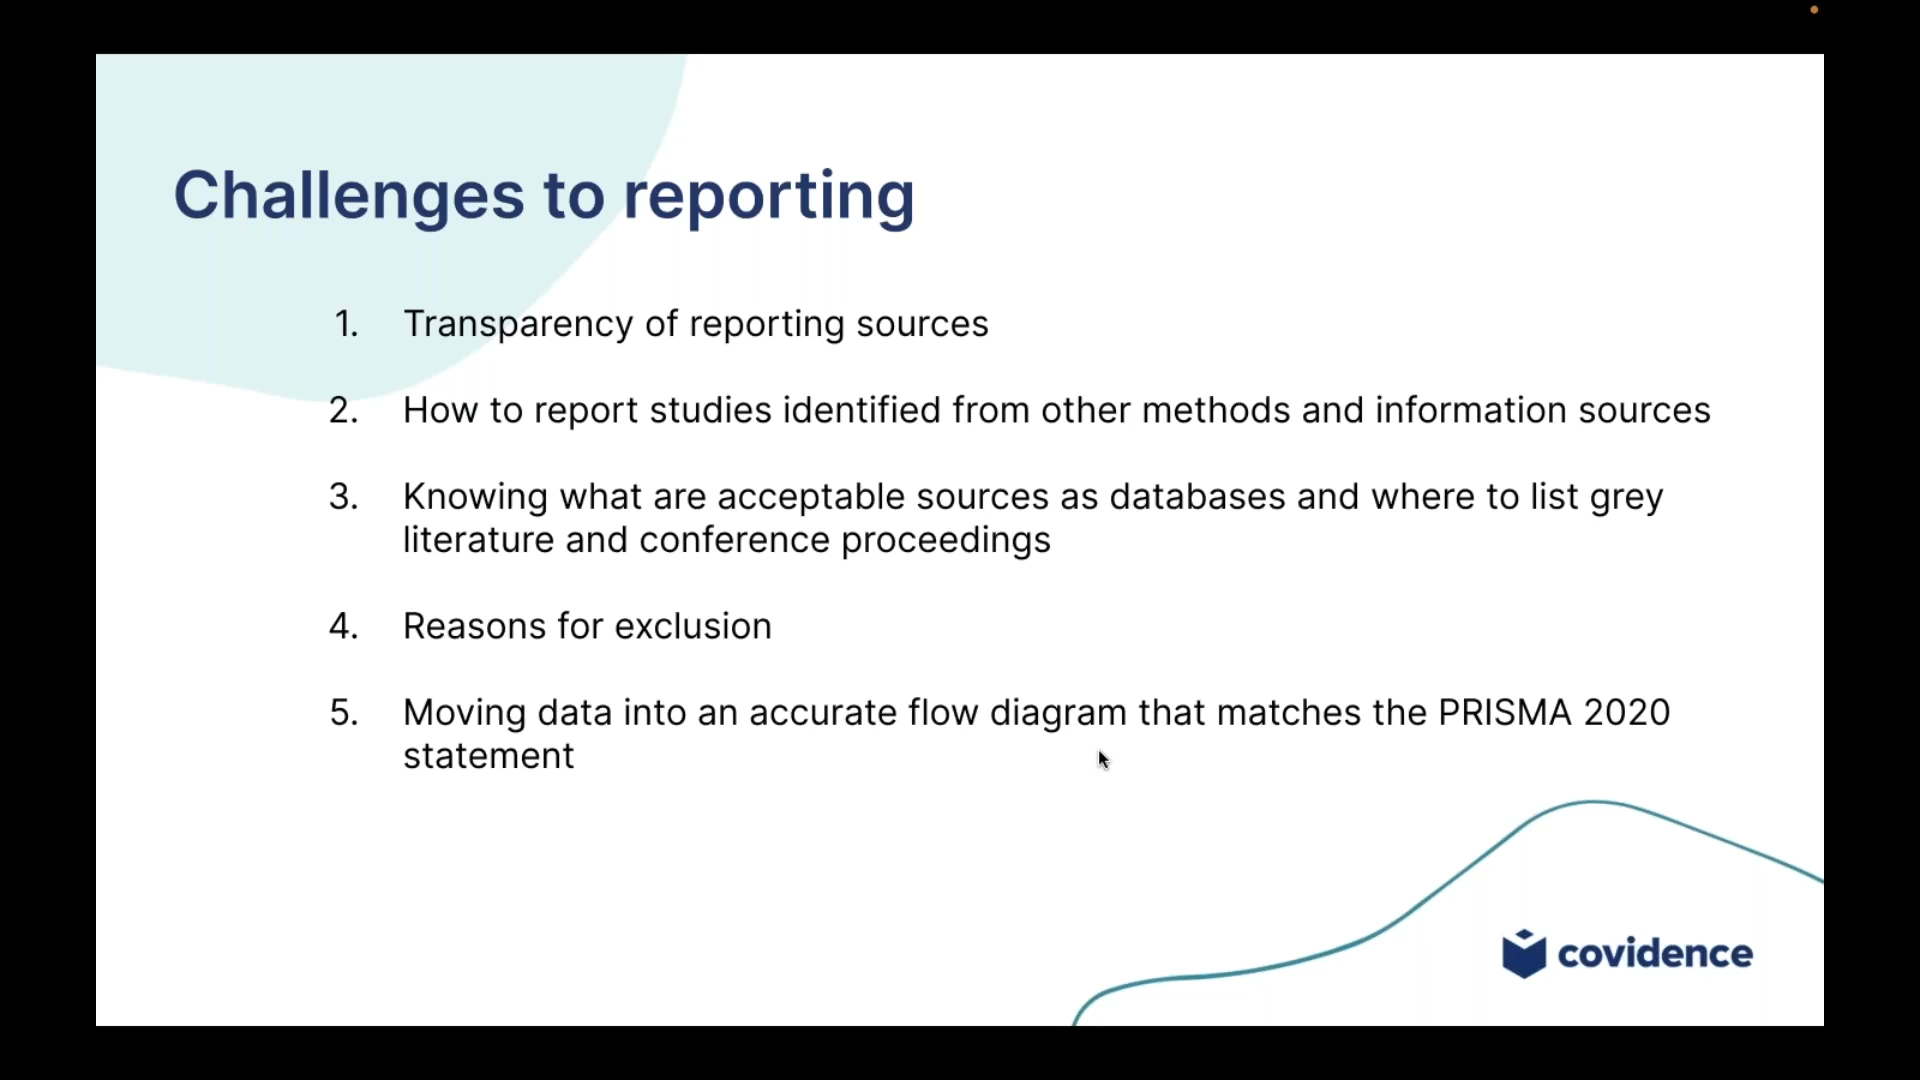 Challenges to reporting
1. Transparency of reporting sources
2. How to report studies identified from other methods and information sources
3. Knowing what are acceptable sources as databases and where to list grey
literature and conference proceedings
4. Reasons for exclusion
5. Moving data into an accurate flow diagram that matches the PRISMA 2020
statement
covidence